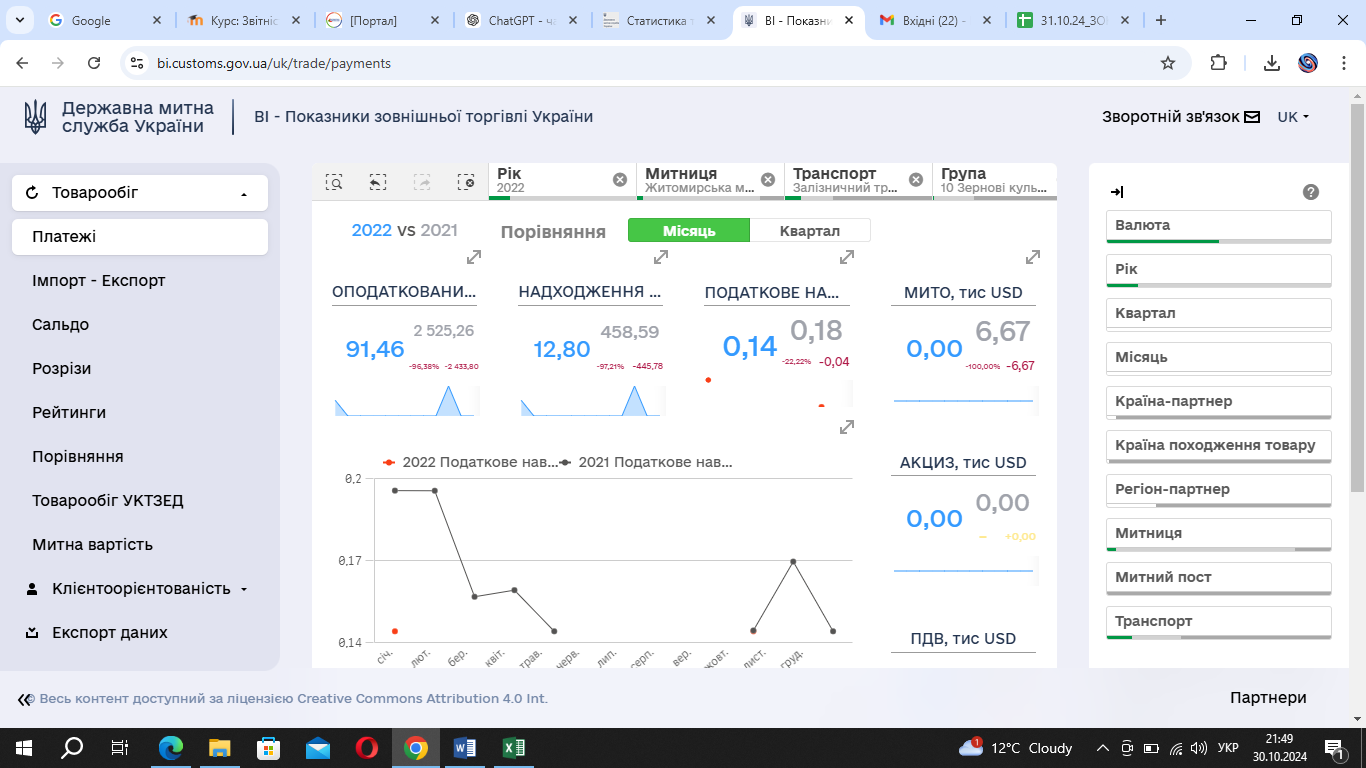 Google
Курс: Звітніс
[Портал]
ChatGPT - ча
Статистика т
BI - Показни
Вхідні (22) -
31.10.24_ЗО
bi.customs.gov.ua/uk/trade/payments
Державна митна
служба України
BI - Показники зовнішньої торгівлі України
Зворотній зв'язок
UK
Товарообіг
Платежі
Імпорт - Експорт
Сальдо
Розрізи
Рейтинги
Порівняння
Товарообіг УКТЗЕД
Митна вартість
Клієнтоорієнтованість
Експорт даних
Рік
2022
Митниця
Житомирська м...
Транспорт
Залізничний тр...
Група
10 Зернові куль...
2022 vs 2021
Порівняння
Місяць
Квартал
ОПОДАТКОВАНИ...
2 525,26
91,46
-96,38% -2 433,80
НАДХОДЖЕННЯ ...
458,59
12,80
-97,21% -445,78
ПОДАТКОВЕ НА...
0,18
0,14
-22,22% -0,04
МИТО, тис USD
6,67
0,00
-100,00% -6,67
2022 Податкове нав...
2021 Податкове нав...
0,2
0,17
0,14
січ.
лют.
бер.
квіт.
трав.
черв.
лип.
серп.
вер.
жовт.
лист.
груд.
АКЦИЗ, тис USD
0,00
0,00
– +0,00
ПДВ, тис USD
Валюта
Рік
Квартал
Місяць
Країна-партнер
Країна походження товару
Регіон-партнер
Митниця
Митний пост
Транспорт
© Весь контент доступний за ліцензією Creative Commons Attribution 4.0 Int.
Партнери
1
12°C Cloudy
УКР
21:49
30.10.2024
1